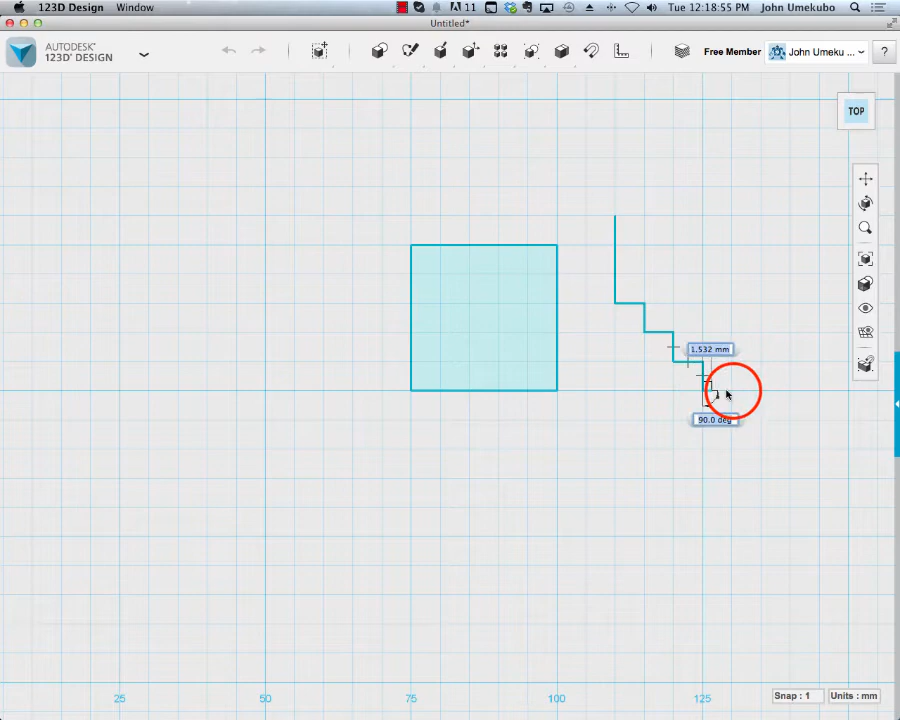 123D Design Window 11 Tue 12:18:55 PM John Umekubo
Untitled*
AUTODESK®
123D® DESIGN
Free Member John Umeku ... ?
TOP
1.532 mm
90.0 deg
25 50 75 100 125
Snap : 1 Units : mm